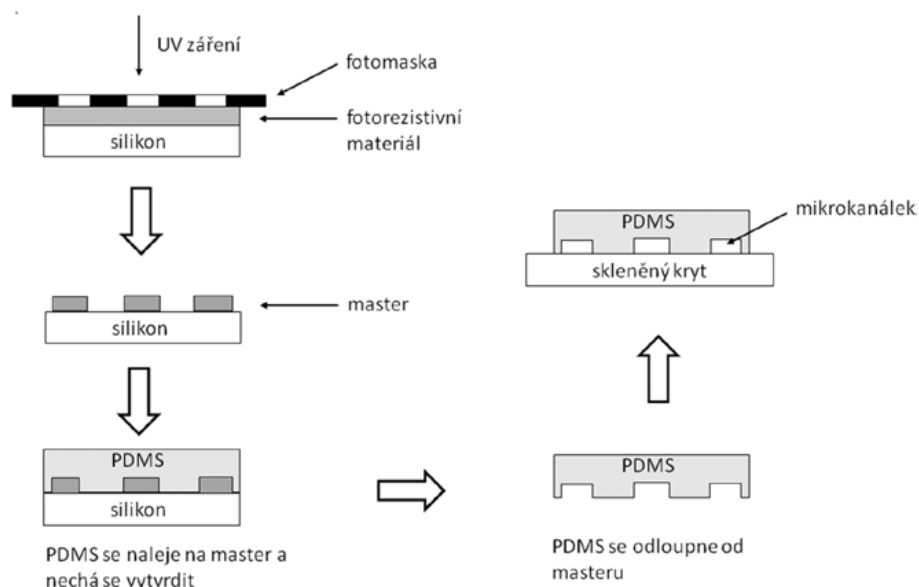 UV záření
fotomaska
fotorezistivní
materiál
silikon
master
silikon
PDMS
silikon
PDMS se naleje na master a
nechá se vytvrdit
PDMS
PDMS se odloupne od
masteru
PDMS
mikrokanálek
skleněný kryt